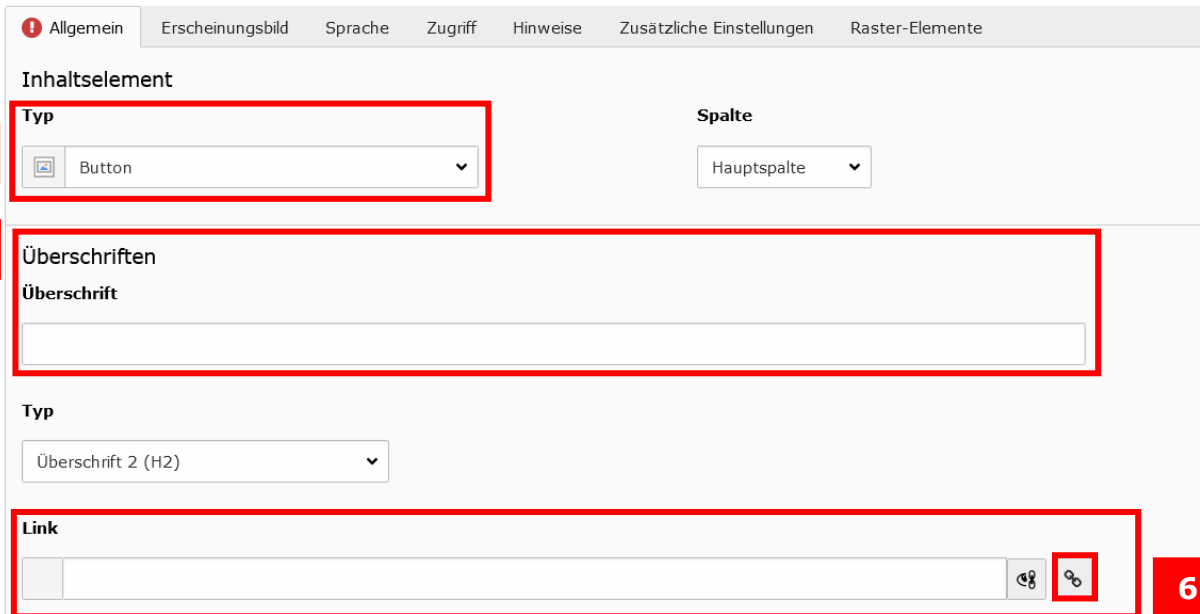 Allgemein Erscheinungsbild Sprache Zugriff Hinweise Zusätzliche Einstellungen Raster-Elemente
Inhaltselement
Typ Spalte
Button Hauptspalte
Überschriften
Überschrift
Typ
Überschrift 2 (H2)
Link
6